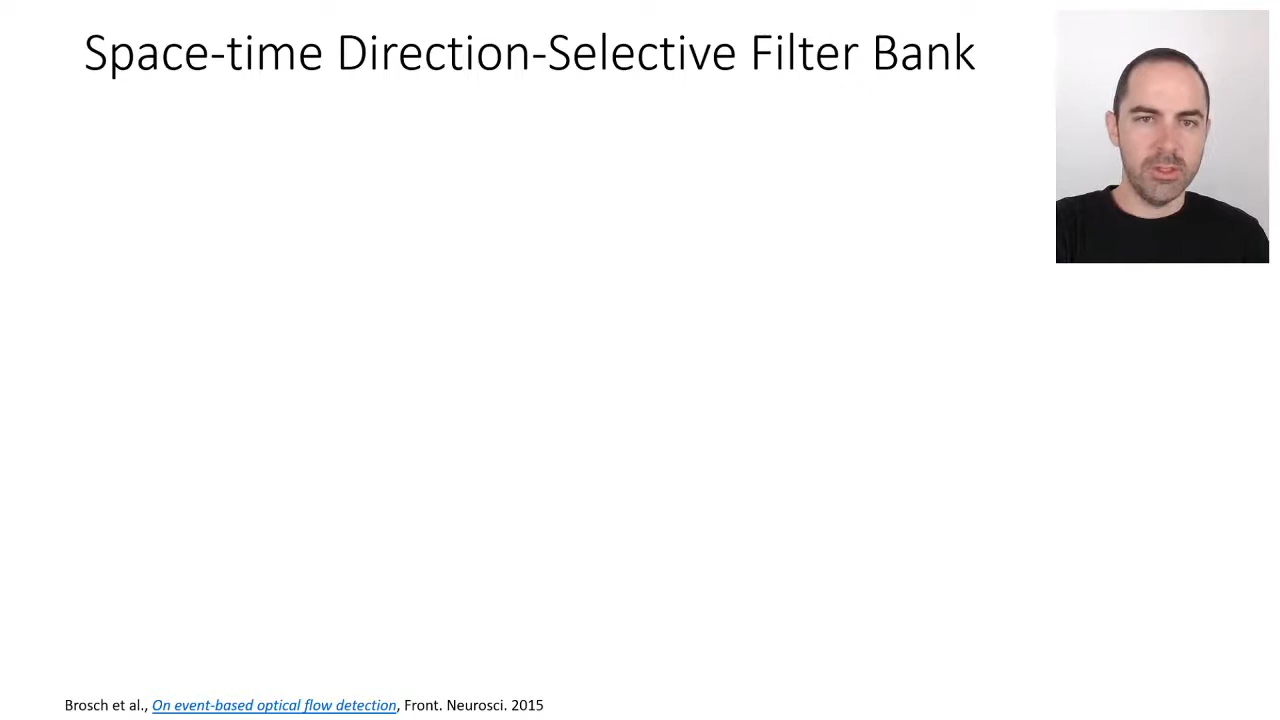 Space-time Direction-Selective Filter Bank
Brosch et al., On event-based optical flow detection, Front. Neurosci. 2015